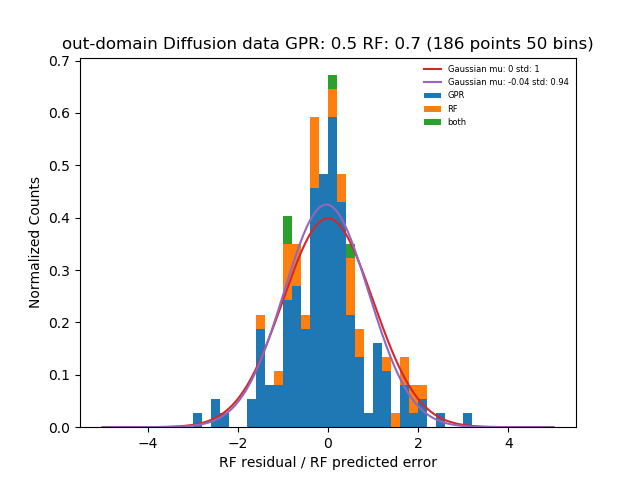 out-domain Diffusion data GPR: 0.5 RF: 0.7 (186 points 50 bins)
Gaussian mu: 0 std: 1
Gaussian mu: -0.04 std: 0.94
GPR
RF
both
Normalized Counts
0.7
0.6
0.5
0.4
0.3
0.2
0.1
0.0
−4 −2 0 2 4
RF residual / RF predicted error